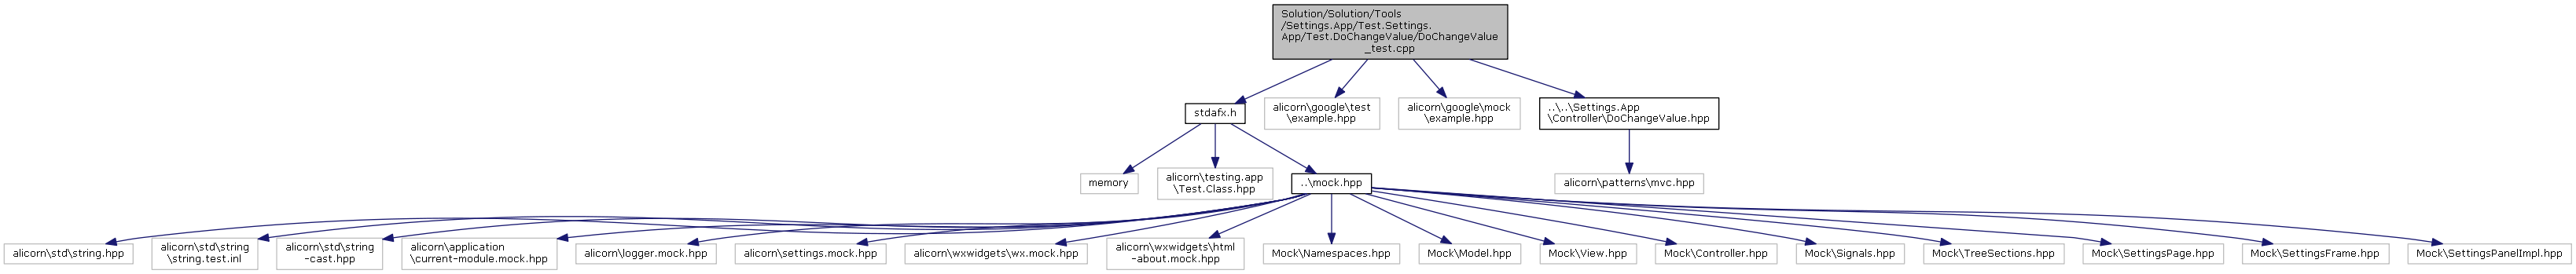 Solution/Solution/Tools
/Settings.App/Test.Settings.
App/Test.DoChangeValue/DoChangeValue
_test.cpp
stdafx.h
alicorn\google\test
\example.hpp
alicorn\google\mock
\example.hpp
..\..\Settings.App
\Controller\DoChangeValue.hpp
memory
alicorn\testing.app
\Test.Class.hpp
..\mock.hpp
alicorn\patterns\mvc.hpp
alicorn\std\string.hpp
alicorn\std\string
\string.test.inl
alicorn\std\string
-cast.hpp
alicorn\application
\current-module.mock.hpp
alicorn\logger.mock.hpp
alicorn\settings.mock.hpp
alicorn\wxwidgets\wx.mock.hpp
alicorn\wxwidgets\html
-about.mock.hpp
Mock\Namespaces.hpp
Mock\Model.hpp
Mock\View.hpp
Mock\Controller.hpp
Mock\Signals.hpp
Mock\TreeSections.hpp
Mock\SettingsPage.hpp
Mock\SettingsFrame.hpp
Mock\SettingsPanelImpl.hpp